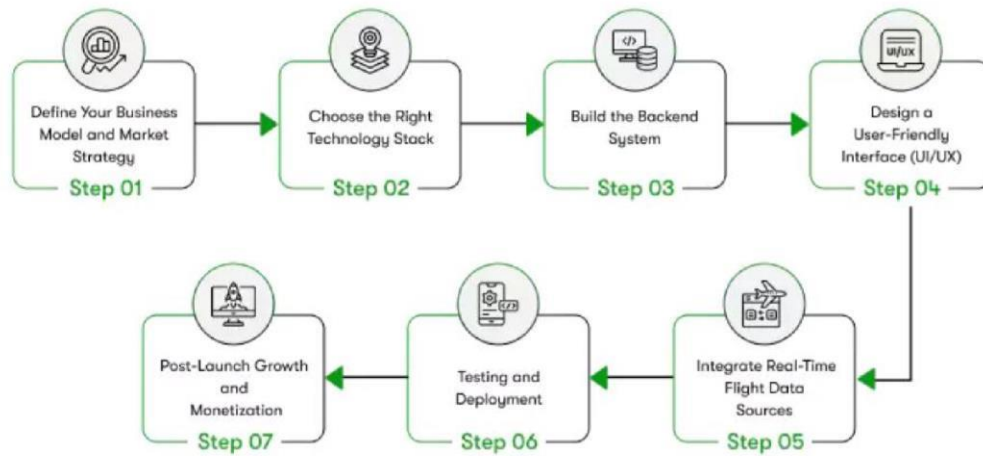 Define Your Business
Model and Market
Strategy
Step 01
Choose the Right
Technology Stack
Step 02
</>
Build the Backend
System
Step 03
UI/UX
Design a
User-Friendly
Interface (UI/UX)
Step 04
Integrate Real-Time
Flight Data
Sources
Step 05
</>
Testing and
Deployment
Step 06
Post-Launch Growth
and
Monetization
Step 07